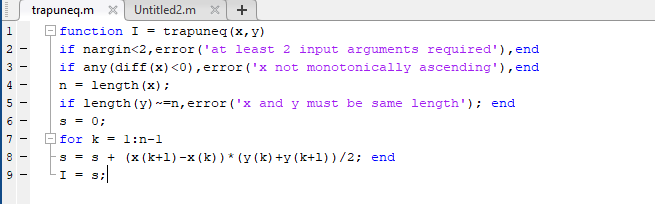 trapuneq.m Untitled2.m
1 function I = trapuneq(x,y)
2 if nargin<2,error('at least 2 input arguments required'),end
3 if any(diff(x)<0),error('x not monotonically ascending'),end
4 n = length(x);
5 if length(y)~=n,error('x and y must be same length'); end
6 s = 0;
7 for k = 1:n-1
8 s = s + (x(k+1)-x(k))*(y(k)+y(k+1))/2; end
9 I = s;